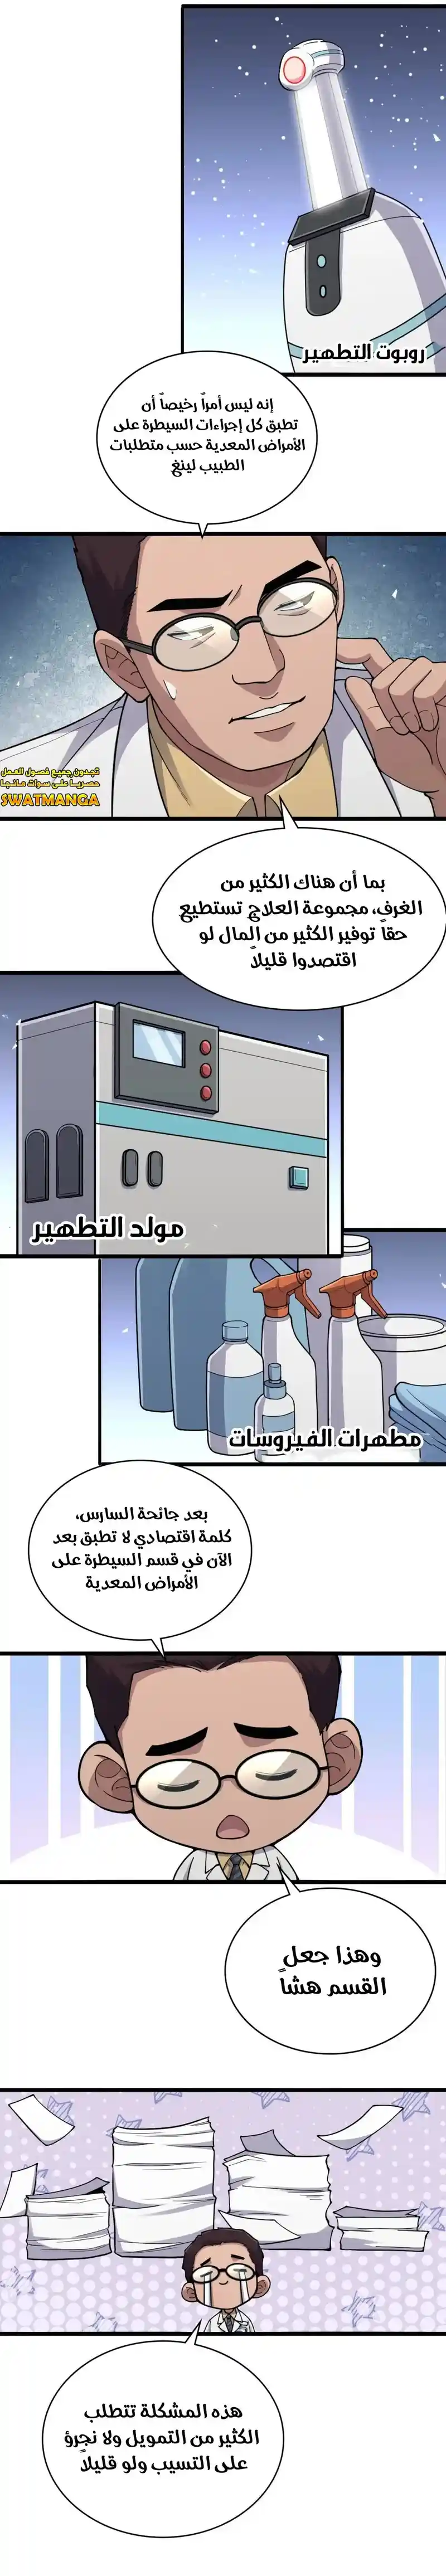 روبوت التطهير
إنه ليس أمراً رخيصاً أن
تطبق كل إجراءات السيطرة على
الأمراض المعدية حسب متطلبات
الطبيب لينغ
تجدون جميع فصول العمل
حصريا على سوات مانجا
SWATMANGA
بما أن هناك الكثير من
الغرف، مجموعة العلاج تستطيع
حقاً توفير الكثير من المال لو
اقتصدوا قليلاً
مولد التطهير
مطهرات الفيروسات
بعد جائحة السارس،
كلمة اقتصادي لا تطبق بعد
الآن في قسم السيطرة على
الأمراض المعدية
وهذا جعل
القسم هشاً
هذه المشكلة تتطلب
الكثير من التمويل ولا نجرؤ
على التسيب ولو قليلاً